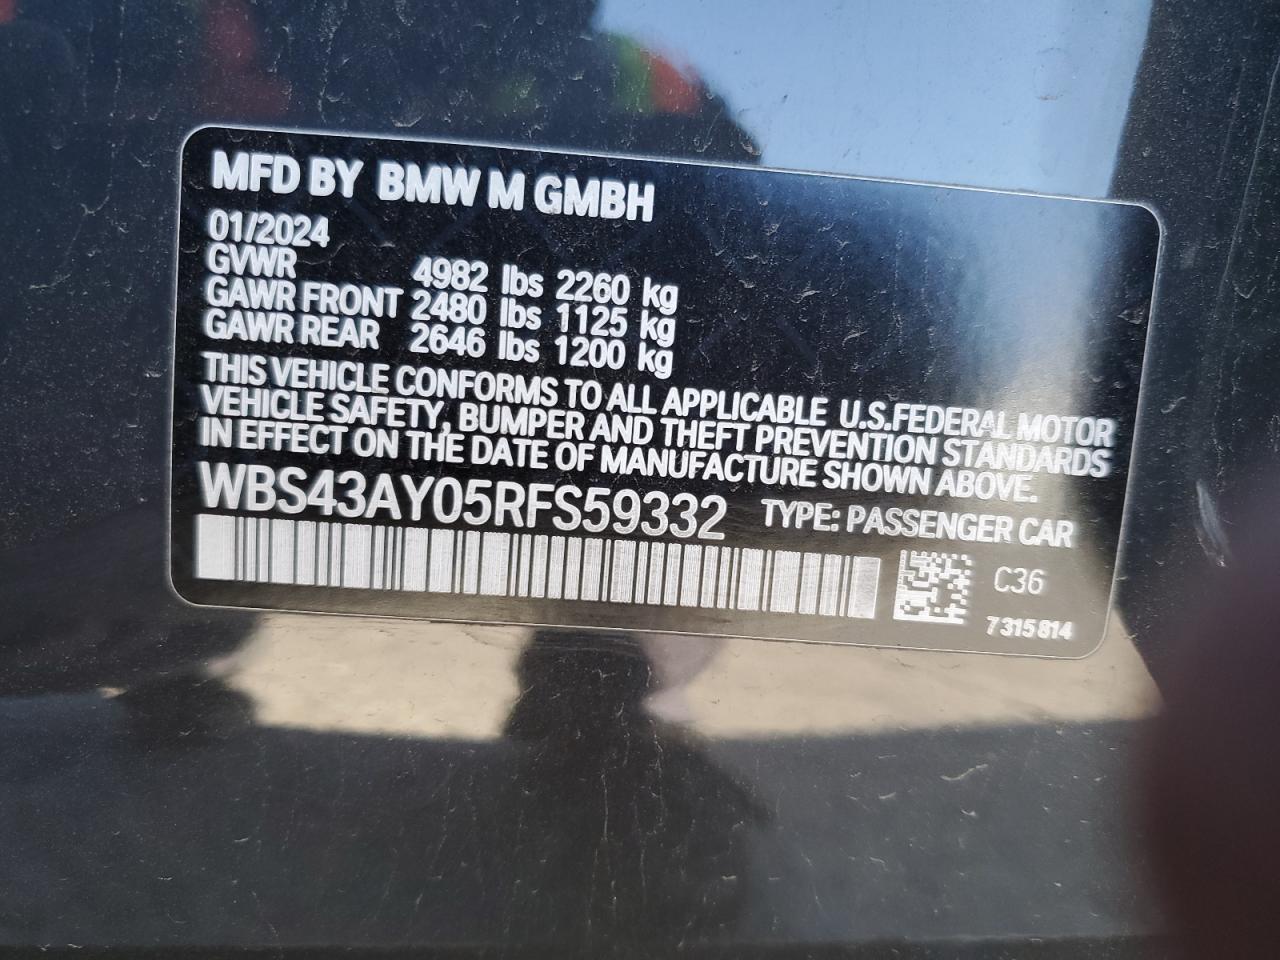 MFD BY BMW M GMBH
01/2024
GVWR 4982 lbs 2260 kg
GAWR FRONT 2480 lbs 1125 kg
GAWR REAR 2646 lbs 1200 kg
THIS VEHICLE CONFORMS TO ALL APPLICABLE U.S.FEDERAL MOTOR
VEHICLE SAFETY, BUMPER AND THEFT PREVENTION STANDARDS
IN EFFECT ON THE DATE OF MANUFACTURE SHOWN ABOVE.
WBS43AY05RFS59332 TYPE: PASSENGER CAR
C36
7315814